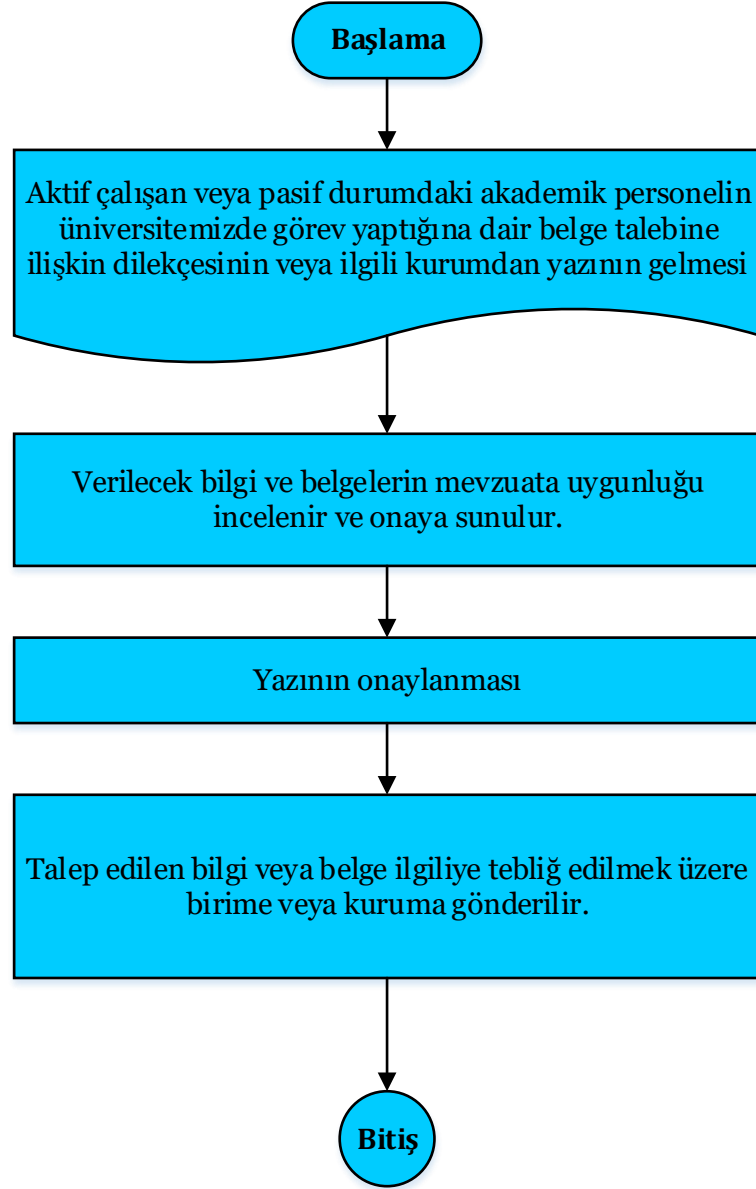 Başlama
Aktif çalışan veya pasif durumdaki akademik personelin
üniversitemizde görev yaptığına dair belge talebine
ilişkin dilekçesinin veya ilgili kurumdan yazının gelmesi
Verilecek bilgi ve belgelerin mevzuata uygunluğu
incelenir ve onaya sunulur.
Yazının onaylanması
Talep edilen bilgi veya belge ilgiliye tebliğ edilmek üzere
birime veya kuruma gönderilir.
Bitiş